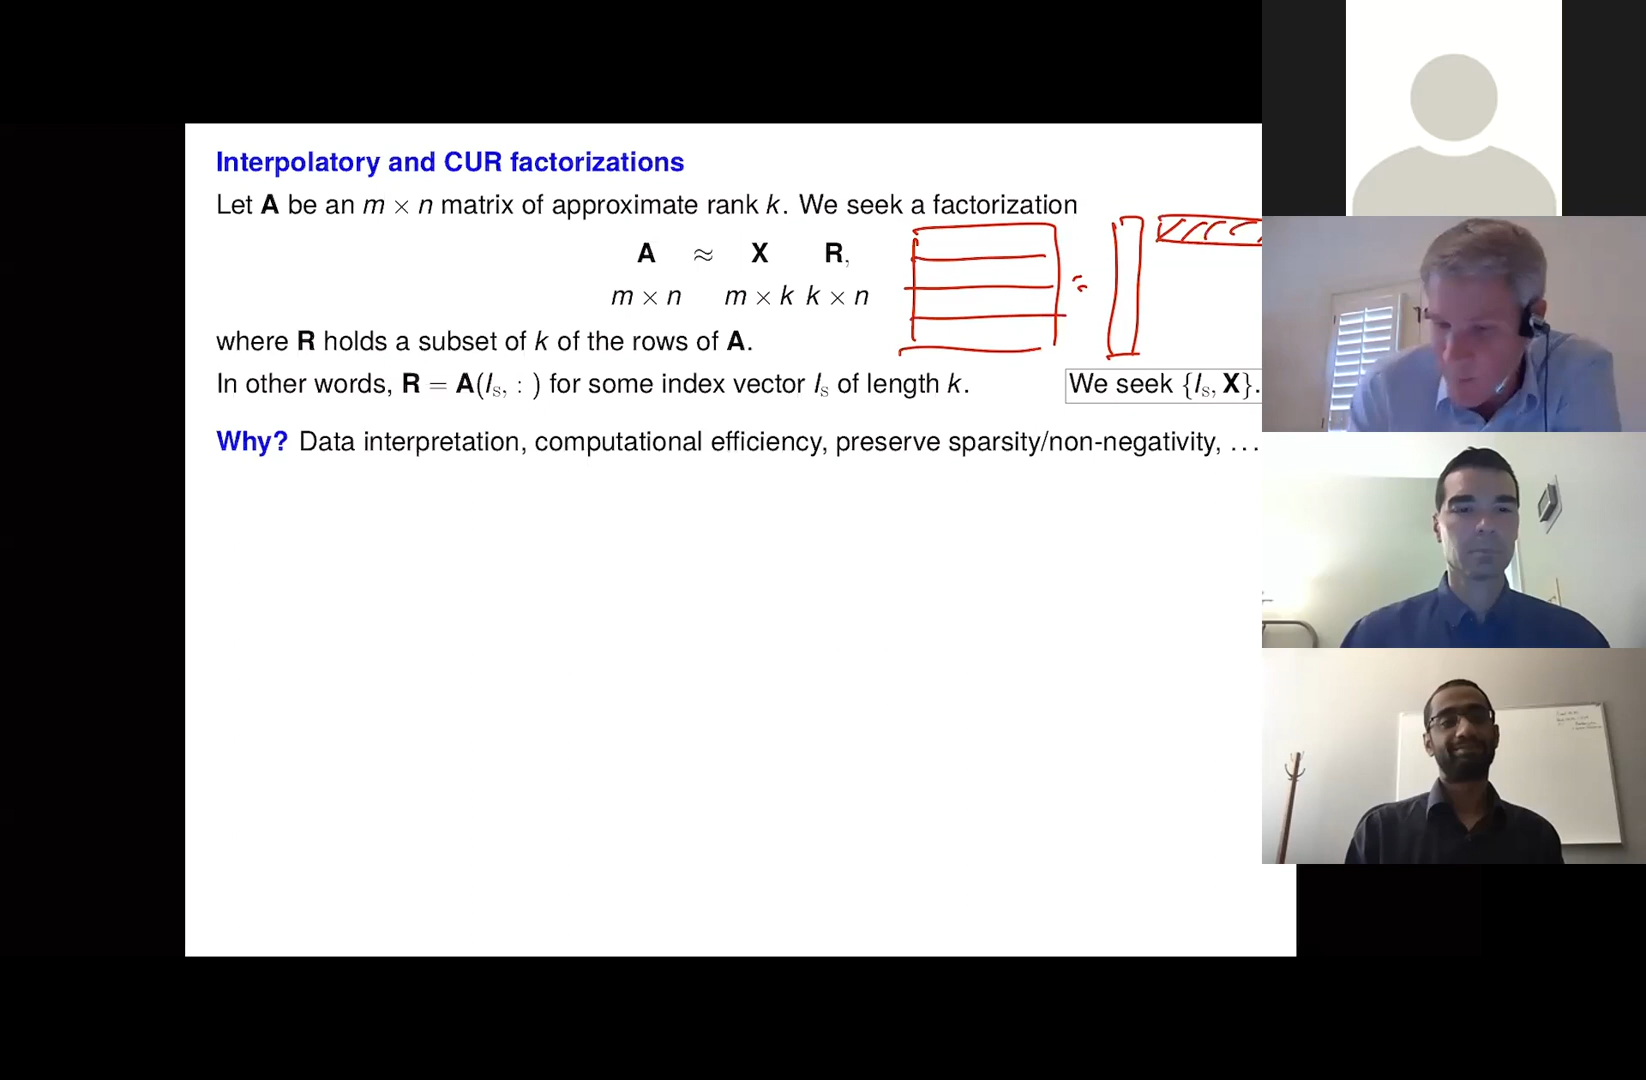 Interpolatory and CUR factorizations
Let A be an m × n matrix of approximate rank k. We seek a factorization
A ≈ X R,
m × n m × k k × n
where R holds a subset of k of the rows of A.
In other words, R = A(Is, : ) for some index vector Is of length k. We seek {Is, X}.
Why? Data interpretation, computational efficiency, preserve sparsity/non-negativity, ...